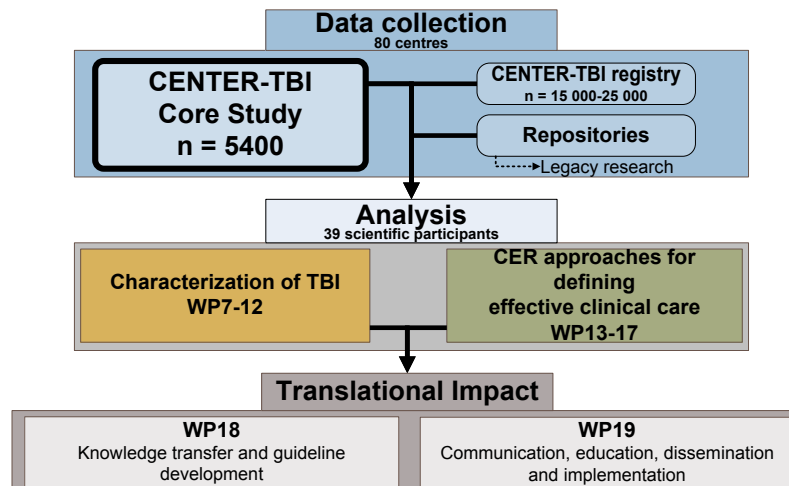 Data collection
80 centres
CENTER-TBI
Core Study
n = 5400
CENTER-TBI registry
n = 15 000-25 000
Repositories
Legacy research
Analysis
39 scientific participants
Characterization of TBI
WP7-12
CER approaches for
defining
effective clinical care
WP13-17
Translational Impact
WP18
Knowledge transfer and guideline
development
WP19
Communication, education, dissemination
and implementation